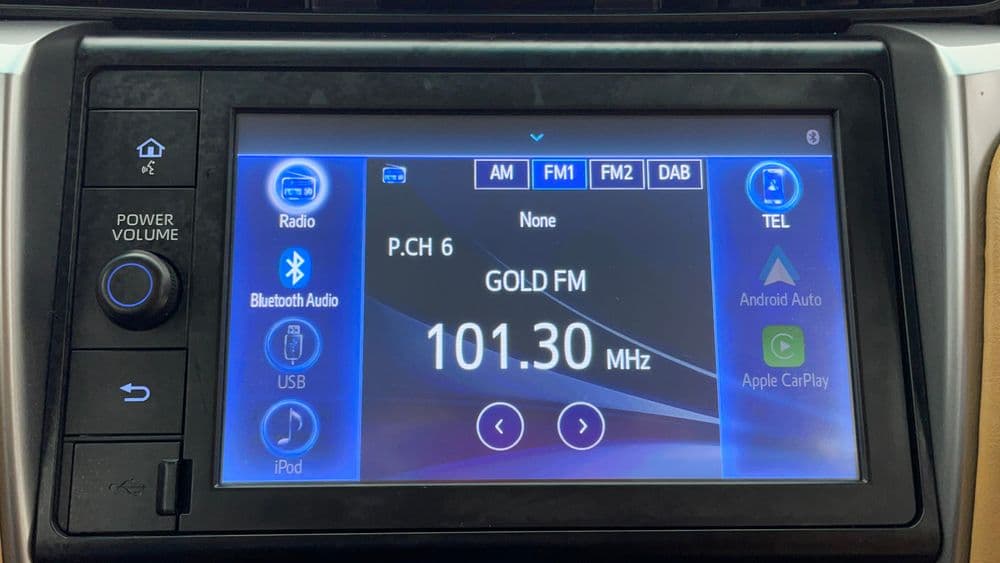 POWER
VOLUME
Radio
Bluetooth Audio
USB
iPod
AM FM1 FM2 DAB
None
P.CH 6
GOLD FM
101.30 MHz
TEL
Android Auto
Apple CarPlay